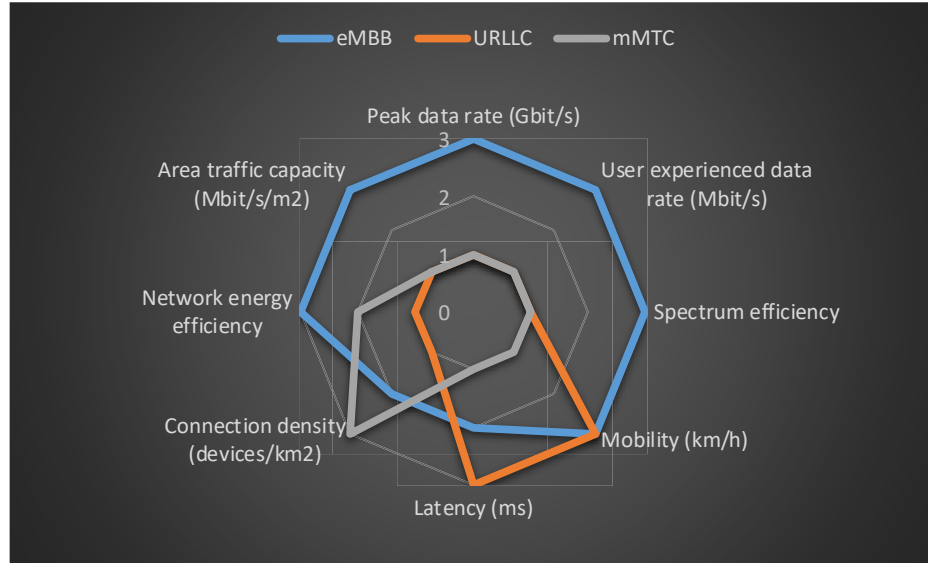 eMBB URLLC mMTC
Peak data rate (Gbit/s)
3
Area traffic capacity
(Mbit/s/m2)
User experienced data
rate (Mbit/s)
2
1
Network energy
efficiency
0
Spectrum efficiency
Connection density
(devices/km2)
Mobility (km/h)
Latency (ms)